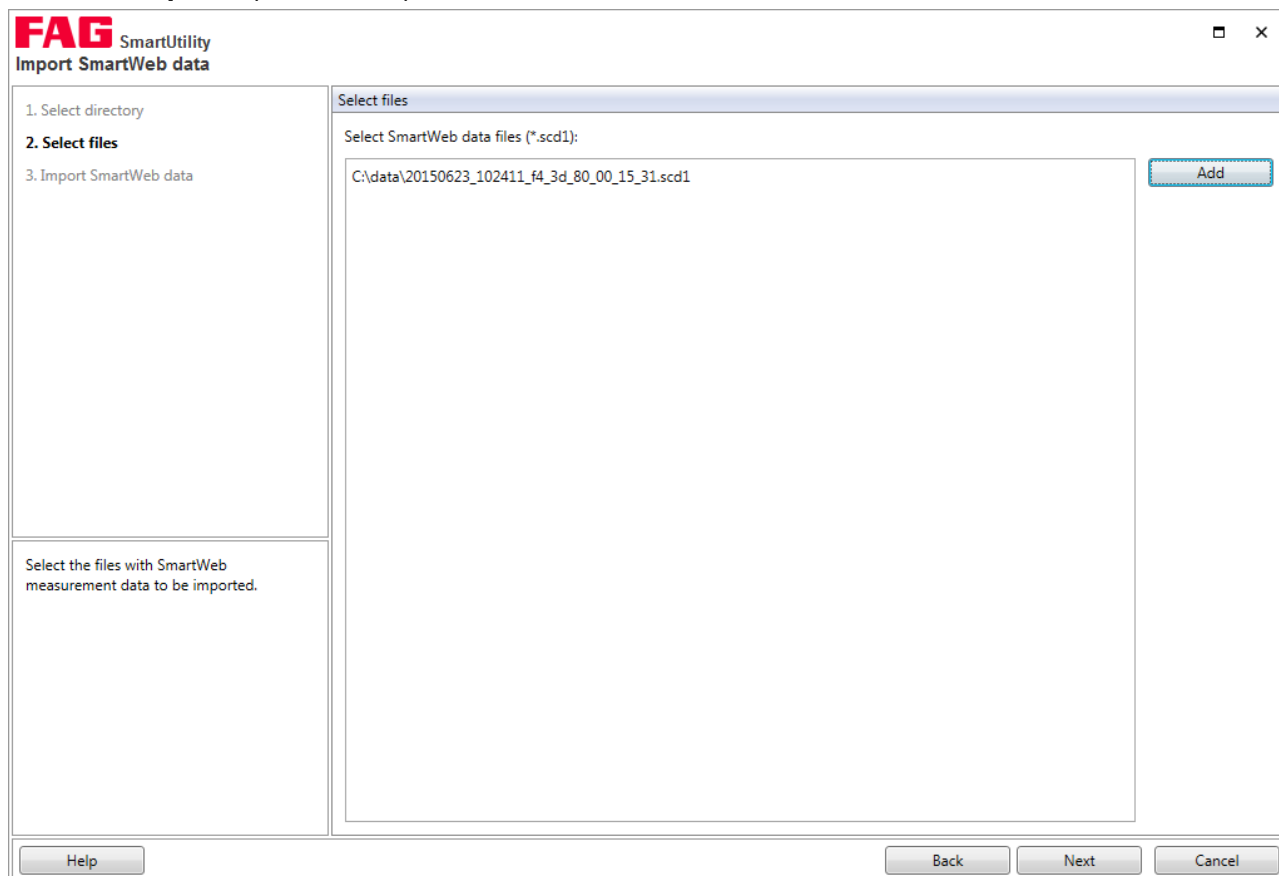 FAG SmartUtility
Import SmartWeb data
1. Select directory
2. Select files
3. Import SmartWeb data
Select the files with SmartWeb
measurement data to be imported.
Select files
Select SmartWeb data files (*.scd1):
C:\data\20150623_102411_f4_3d_80_00_15_31.scd1
Add
Help
Back
Next
Cancel